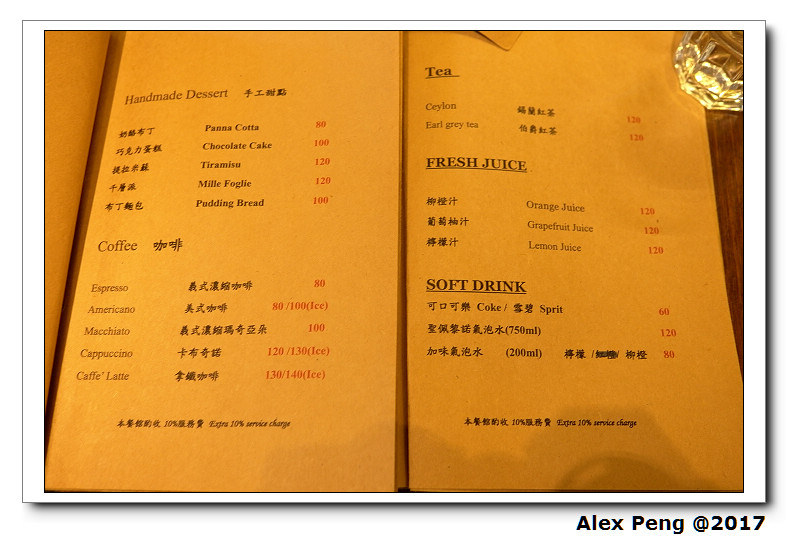 Handmade Dessert 手工甜點
奶酪布丁 Panna Cotta 80
巧克力蛋糕 Chocolate Cake 100
提拉米蘇 Tiramisu 120
千層派 Mille Foglie 120
布丁麵包 Pudding Bread 100
Coffee 咖啡
Espresso 義式濃縮咖啡 80
Americano 美式咖啡 80 /100(Ice)
Macchiato 義式濃縮瑪奇亞朵 100
Cappuccino 卡布奇諾 120 /130(Ice)
Caffe' Latte 拿鐵咖啡 130/140(Ice)
本餐館酌收 10%服務費 Extra 10% service charge
Tea
Ceylon 錫蘭紅茶 120
Earl grey tea 伯爵紅茶 120
FRESH JUICE
柳橙汁 Orange Juice 120
葡萄柚汁 Grapefruit Juice 120
檸檬汁 Lemon Juice 120
SOFT DRINK
可口可樂 Coke / 雪碧 Sprit 60
聖佩黎諾氣泡水(750ml) 120
加味氣泡水 (200ml) 檸檬 / / 柳橙 80
本餐館酌收 10%服務費 Extra 10% service charge
Alex Peng @2017